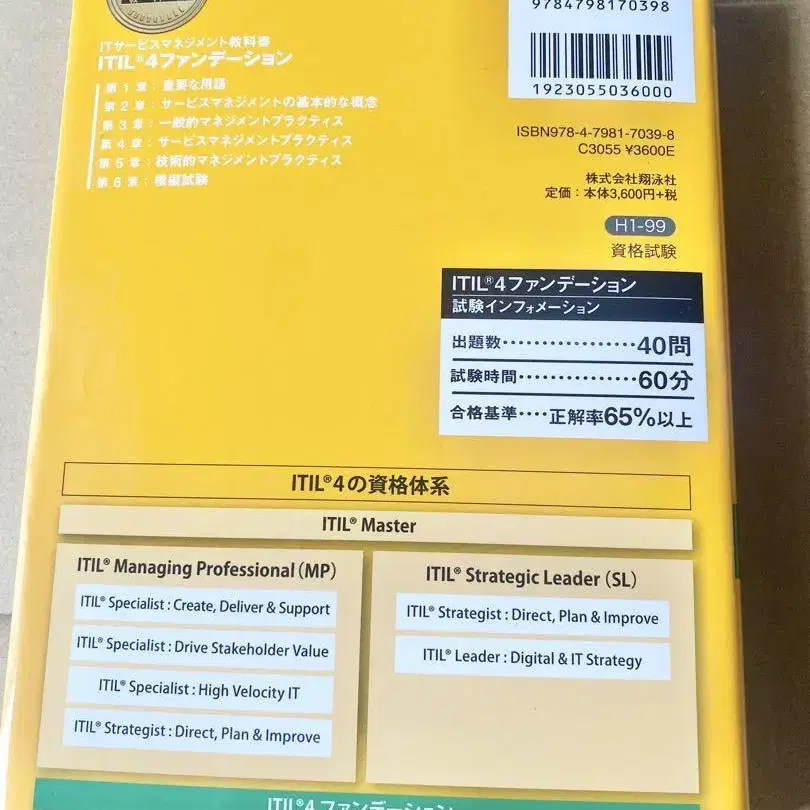 9784798170398
1923055036000
ITサービスマネジメント教科書
ITIL®4ファンデーション
第1章：重要な用語
第2章：サービスマネジメントの基本的な概念
第3章：一般的マネジメントプラクティス
第4章：サービスマネジメントプラクティス
第5章：技術的マネジメントプラクティス
第6章：模擬試験
ISBN978-4-7981-7039-8
C3055 ¥3600E
株式会社翔泳社
定価：本体3,600円+税
H1-99
資格試験
ITIL®4ファンデーション
試験インフォメーション
出題数………………40問
試験時間……………60分
合格基準‥‥正解率65%以上
ITIL®4の資格体系
ITIL® Master
ITIL® Managing Professional（MP）
ITIL® Specialist : Create, Deliver & Support
ITIL® Specialist : Drive Stakeholder Value
ITIL® Specialist : High Velocity IT
ITIL® Strategist : Direct, Plan & Improve
ITIL® Strategic Leader（SL）
ITIL® Strategist : Direct, Plan & Improve
ITIL® Leader : Digital & IT Strategy
ITIL®4 ファンデーション